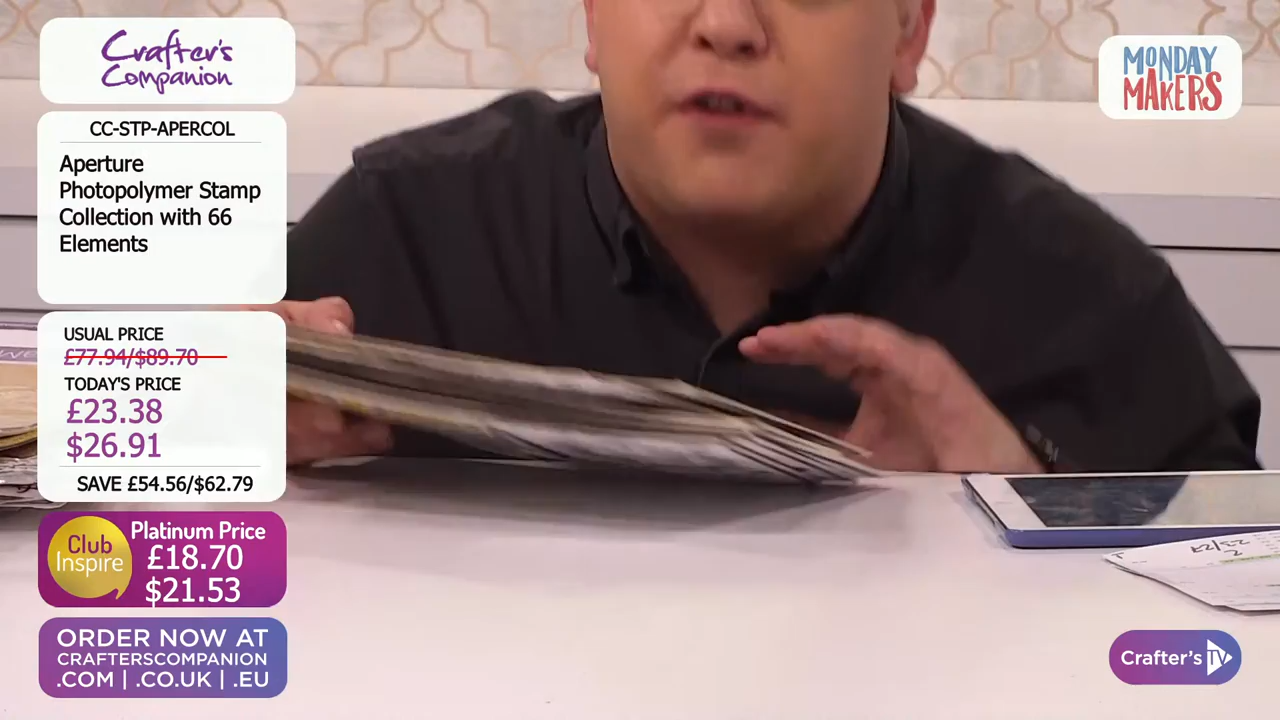 Crafter's
Companion
CC-STP-APERCOL
Aperture
Photopolymer Stamp
Collection with 66
Elements
USUAL PRICE
£77.94/$89.70
TODAY'S PRICE
£23.38
$26.91
SAVE £54.56/$62.79
Club
Inspire
Platinum Price
£18.70
$21.53
ORDER NOW AT
CRAFTERSCOMPANION
.COM | .CO.UK | .EU
MONDAY
MAKERS
Crafter's TV